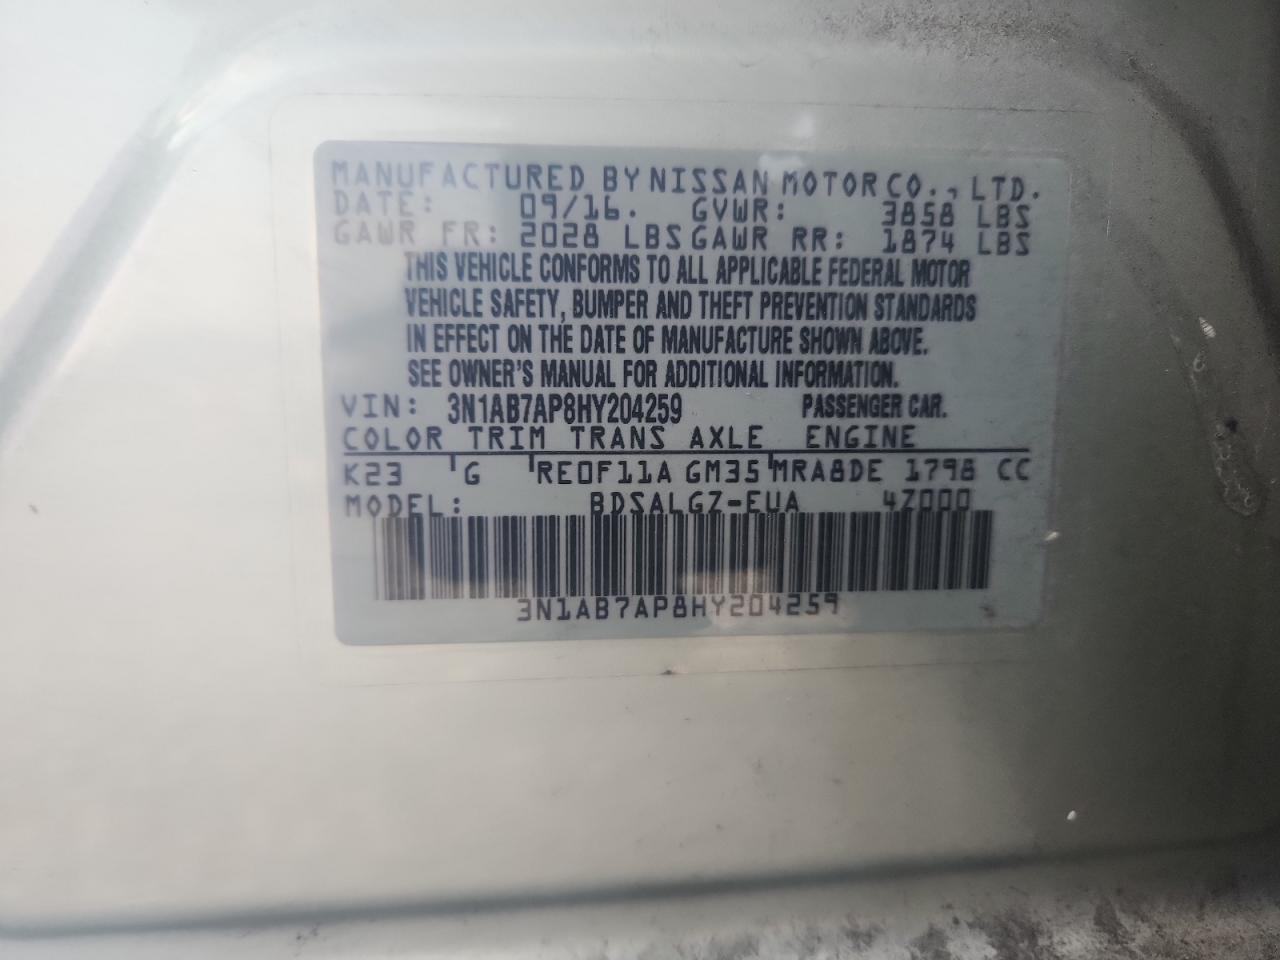 MANUFACTURED BY NISSAN MOTOR CO., LTD.
DATE: 09/16. GVWR: 3858 LBS
GAWR FR: 2028 LBS GAWR RR: 1874 LBS
THIS VEHICLE CONFORMS TO ALL APPLICABLE FEDERAL MOTOR
VEHICLE SAFETY, BUMPER AND THEFT PREVENTION STANDARDS
IN EFFECT ON THE DATE OF MANUFACTURE SHOWN ABOVE.
SEE OWNER'S MANUAL FOR ADDITIONAL INFORMATION.
VIN: 3N1AB7AP8HY204259 PASSENGER CAR.
COLOR TRIM TRANS AXLE ENGINE
K23 G RE0F11A GM35 MRA8DE 1798 CC
MODEL: BDSALGZ-EUA 4Z000
3N1AB7AP8HY204259